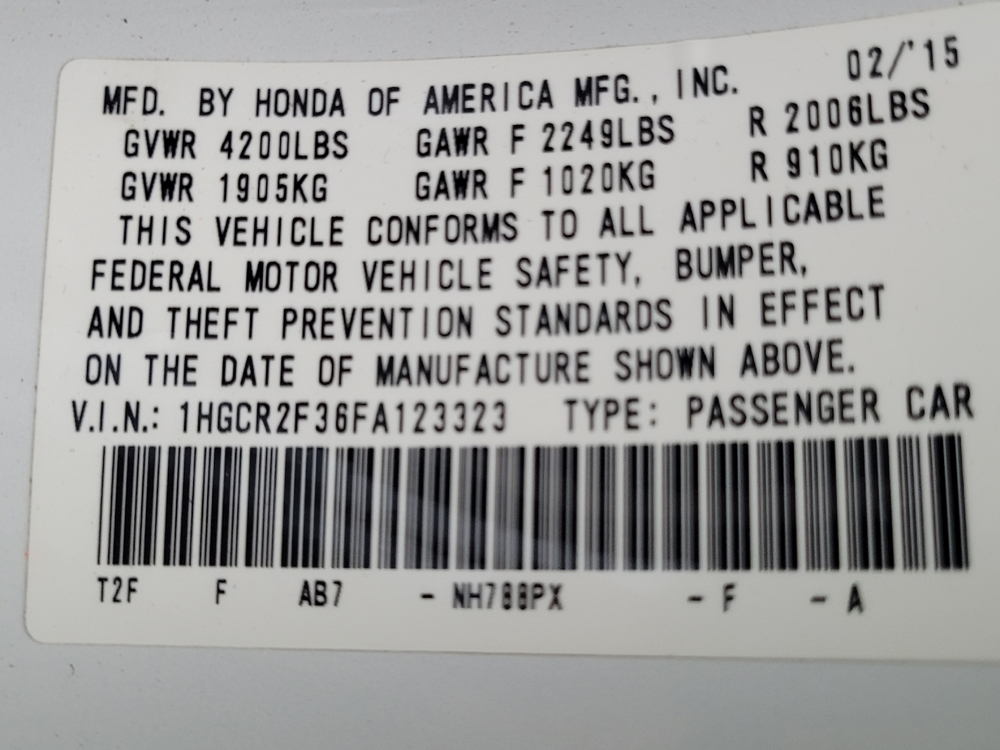 02/'15
MFD. BY HONDA OF AMERICA MFG., INC.
GVWR 4200LBS GAWR F 2249LBS R 2006LBS
GVWR 1905KG GAWR F 1020KG R 910KG
THIS VEHICLE CONFORMS TO ALL APPLICABLE
FEDERAL MOTOR VEHICLE SAFETY, BUMPER,
AND THEFT PREVENTION STANDARDS IN EFFECT
ON THE DATE OF MANUFACTURE SHOWN ABOVE.
V.I.N.: 1HGCR2F36FA123323 TYPE: PASSENGER CAR
T2F F AB7 - NH788PX - F - A